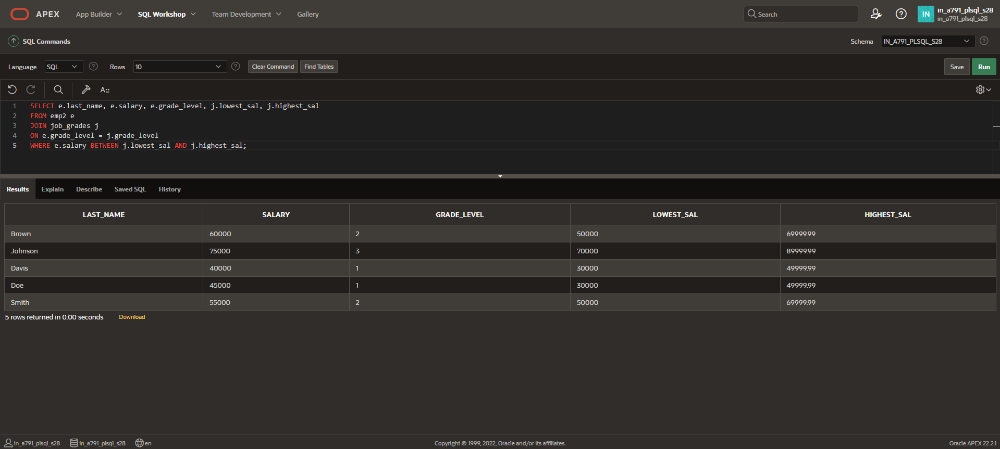 APEX App Builder SQL Workshop Team Development Gallery Search IN in_a791_plsql_s28
in_a791_plsql_s28
SQL Commands Schema IN_A791_PLSQL_S28
Language SQL Rows 10 Clear Command Find Tables Save Run
A
1 SELECT e.last_name, e.salary, e.grade_level, j.lowest_sal, j.highest_sal
2 FROM emp2 e
3 JOIN job_grades j
4 ON e.grade_level = j.grade_level
5 WHERE e.salary BETWEEN j.lowest_sal AND j.highest_sal;
Results Explain Describe Saved SQL History
LAST_NAME SALARY GRADE_LEVEL LOWEST_SAL HIGHEST_SAL
Brown 60000 2 50000 69999.99
Johnson 75000 3 70000 89999.99
Davis 40000 1 30000 49999.99
Doe 45000 1 30000 49999.99
Smith 55000 2 50000 69999.99
5 rows returned in 0.00 seconds Download
in_a791_plsql_s28 in_a791_plsql_s28 en Copyright © 1999, 2022, Oracle and/or its affiliates. Oracle APEX 22.2.1